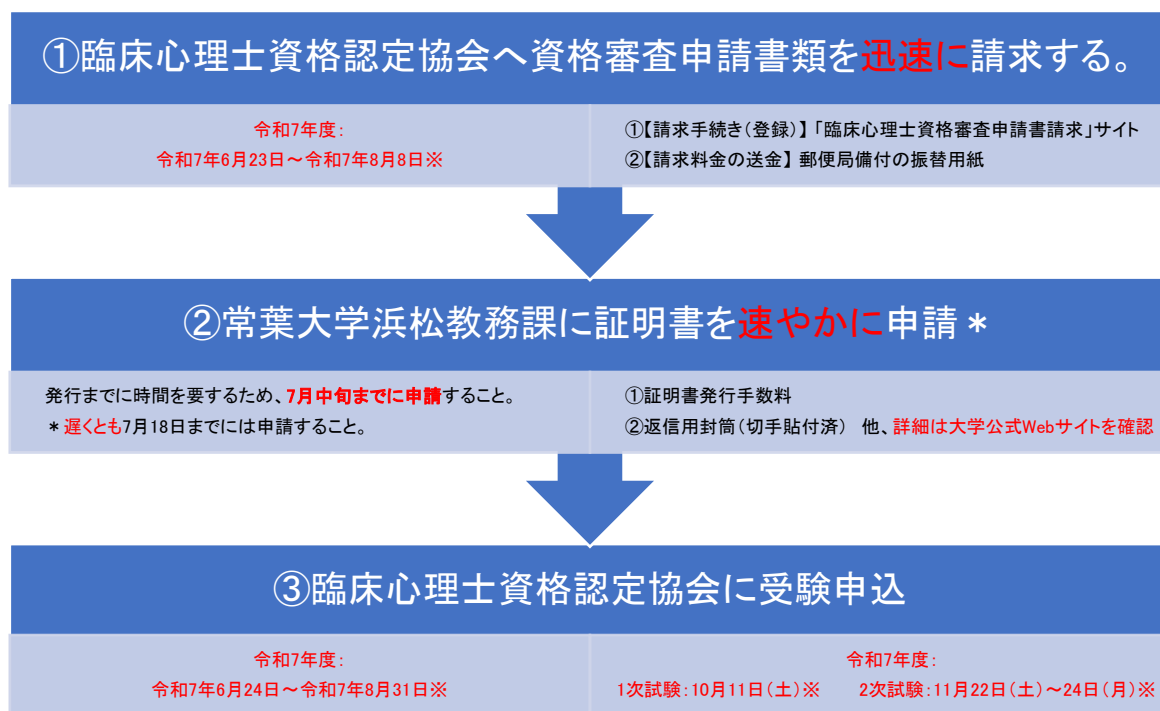 ①臨床心理士資格認定協会へ資格審査申請書類を迅速に請求する。
令和7年度:
令和7年6月23日～令和7年8月8日※
①【請求手続き(登録)】「臨床心理士資格審査申請書請求」サイト
②【請求料金の送金】 郵便局備付の振替用紙
②常葉大学浜松教務課に証明書を速やかに申請＊
発行までに時間を要するため、7月中旬までに申請すること。
＊遅くとも7月18日までには申請すること。
①証明書発行手数料
②返信用封筒(切手貼付済)　他、詳細は大学公式Webサイトを確認
③臨床心理士資格認定協会に受験申込
令和7年度:
令和7年6月24日～令和7年8月31日※
令和7年度:
1次試験:10月11日(土)※　2次試験:11月22日(土)～24日(月)※